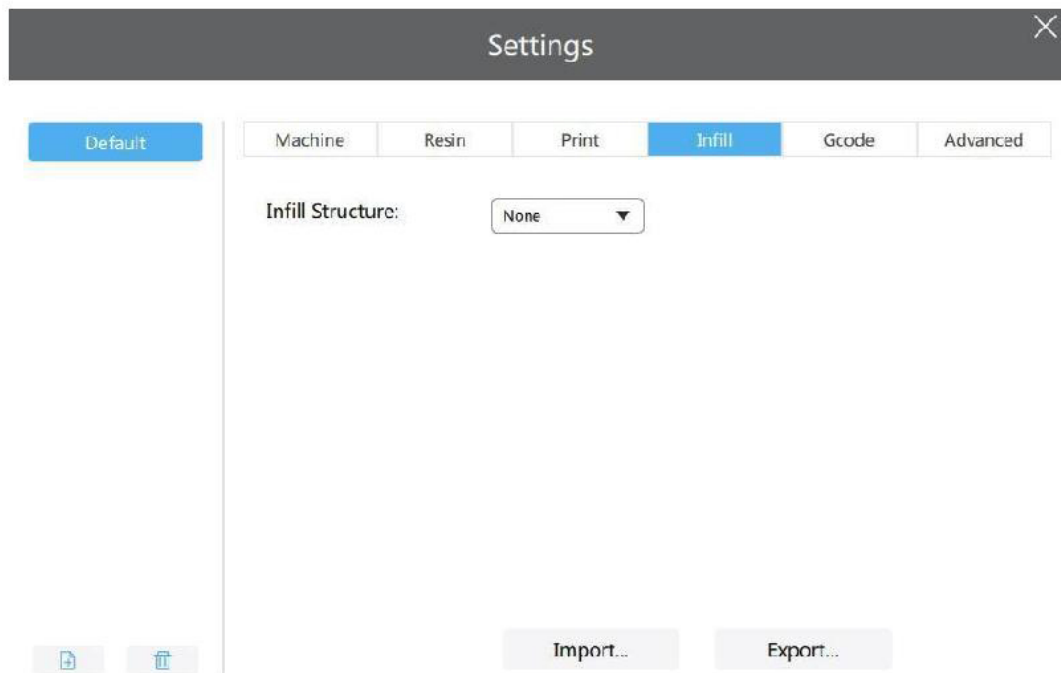 Settings
Default
Machine Resin Print Infill Gcode Advanced
Infill Structure: None
Import... Export...